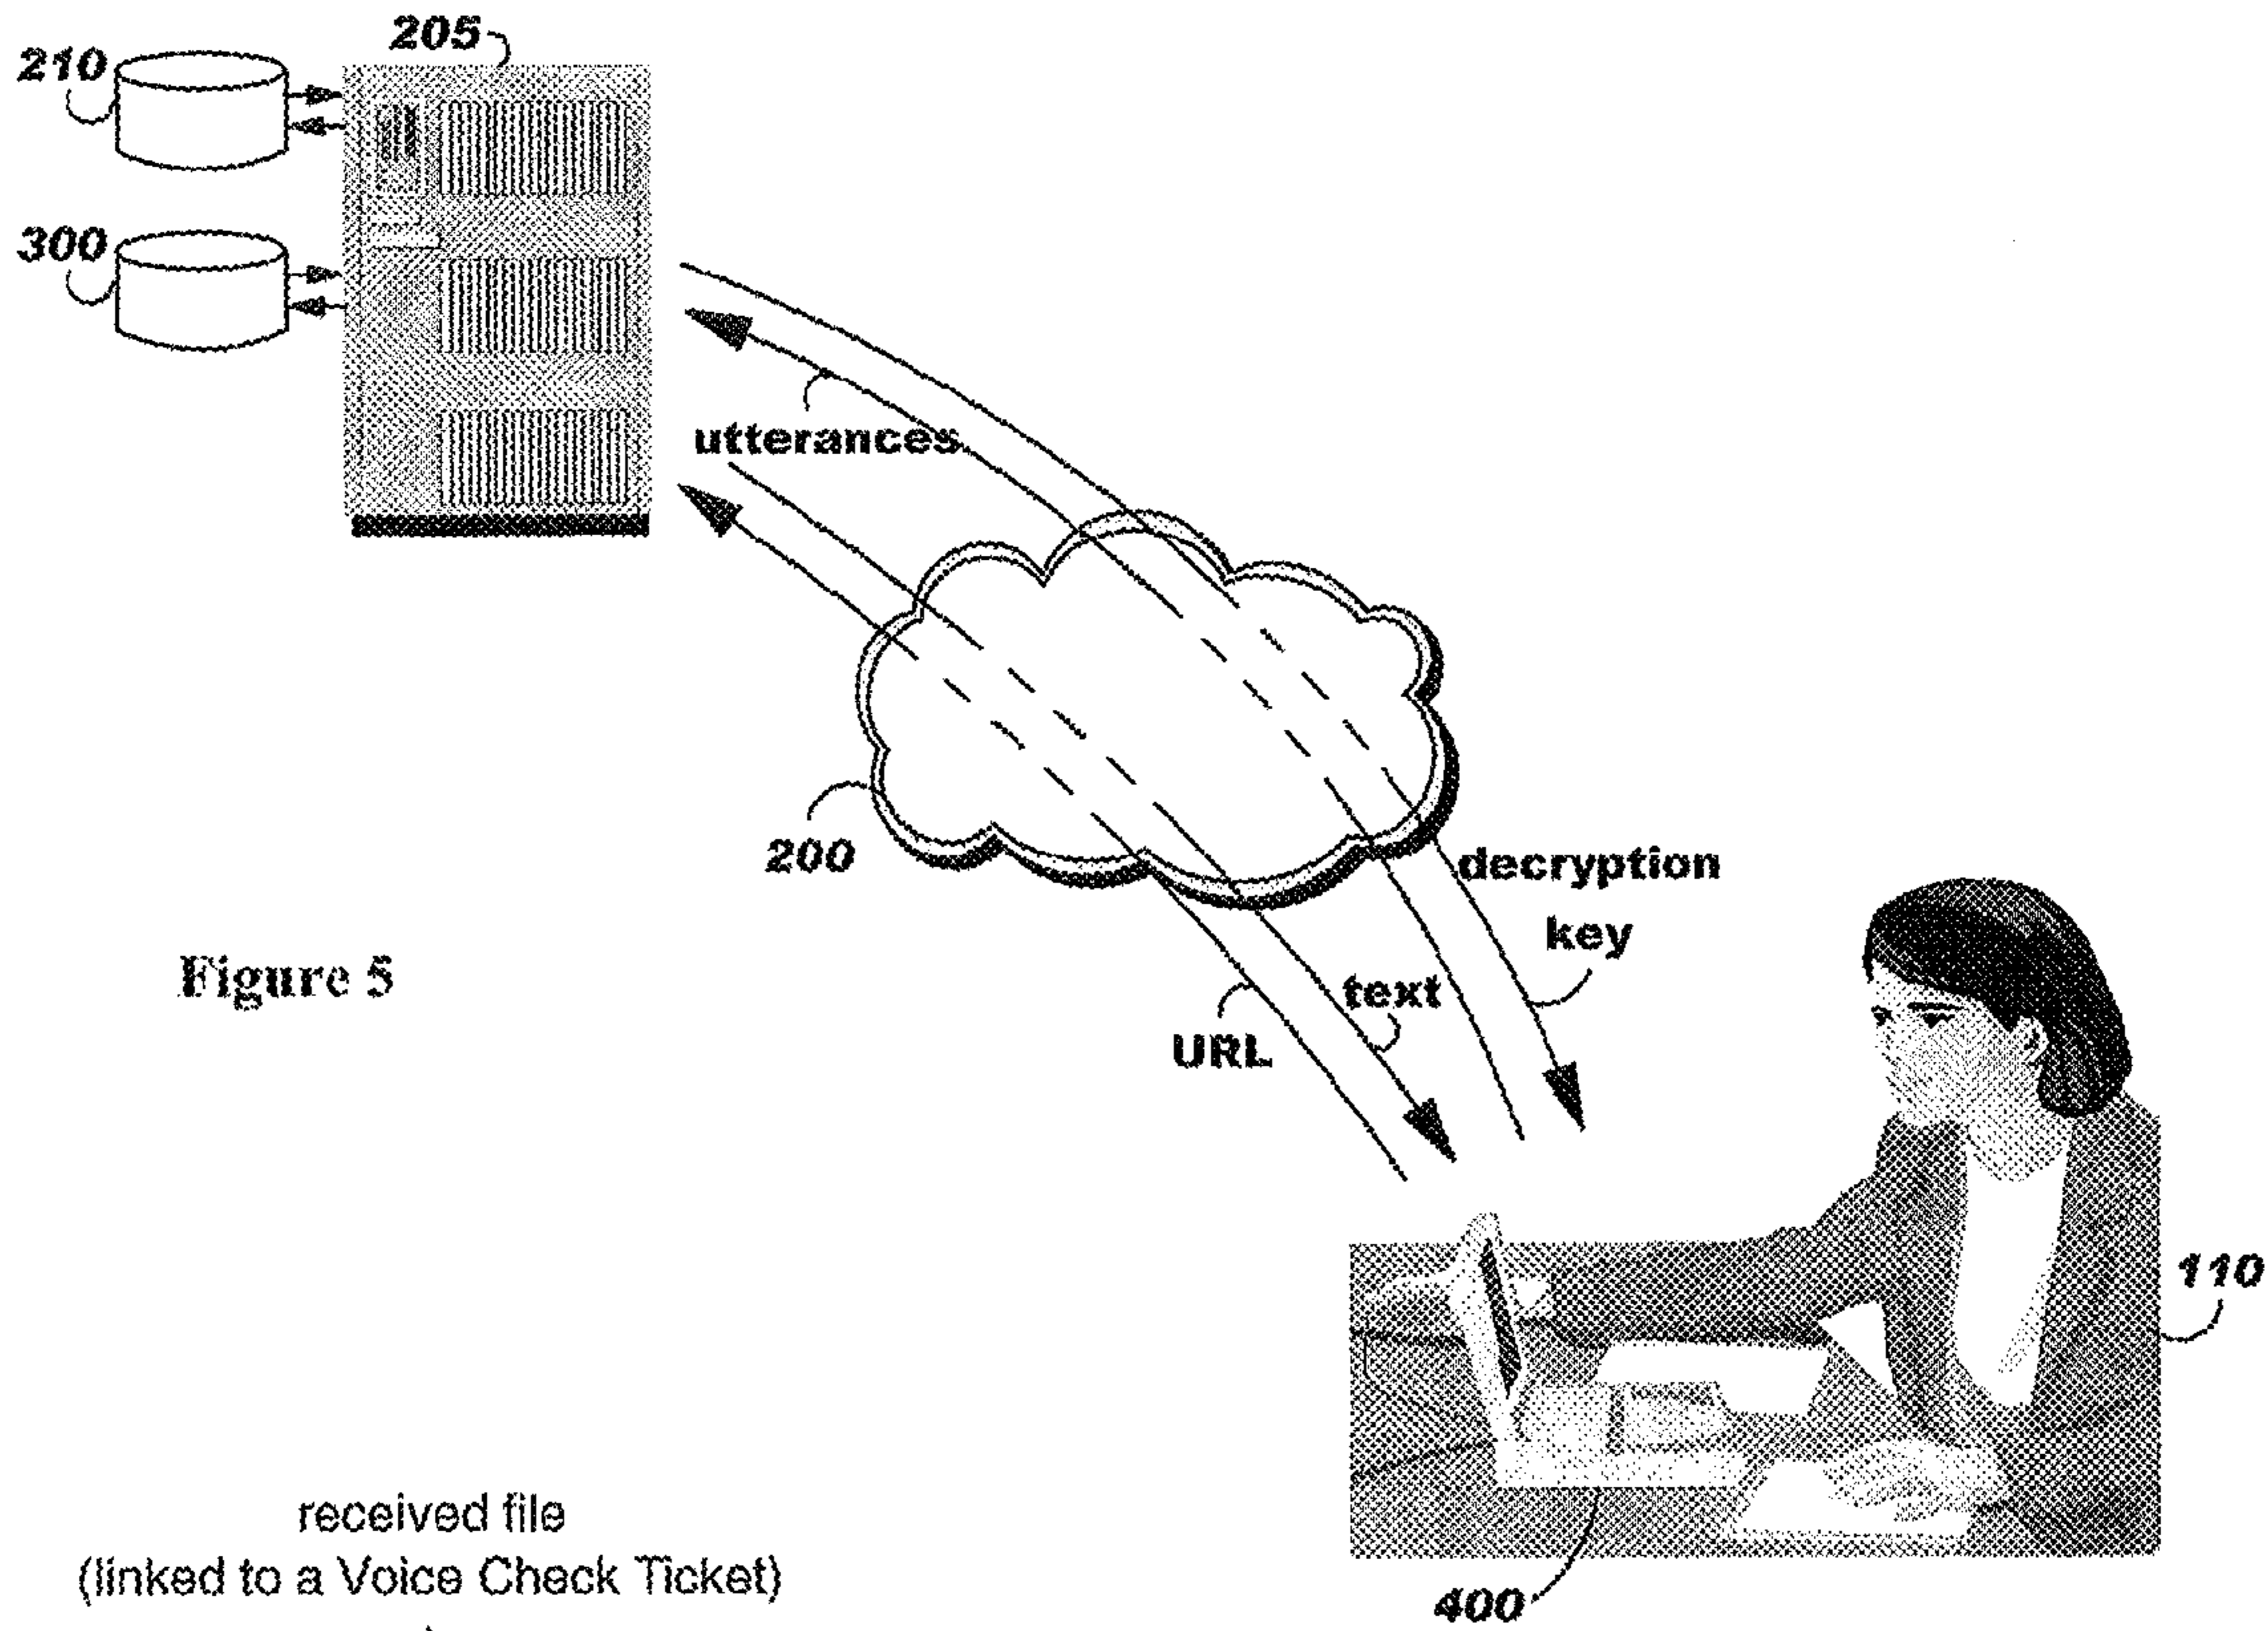 205
210
300
utterances
200
decryption
key
Figure 5
text
URL
110
received file
(linked to a Voice Check Ticket)
400